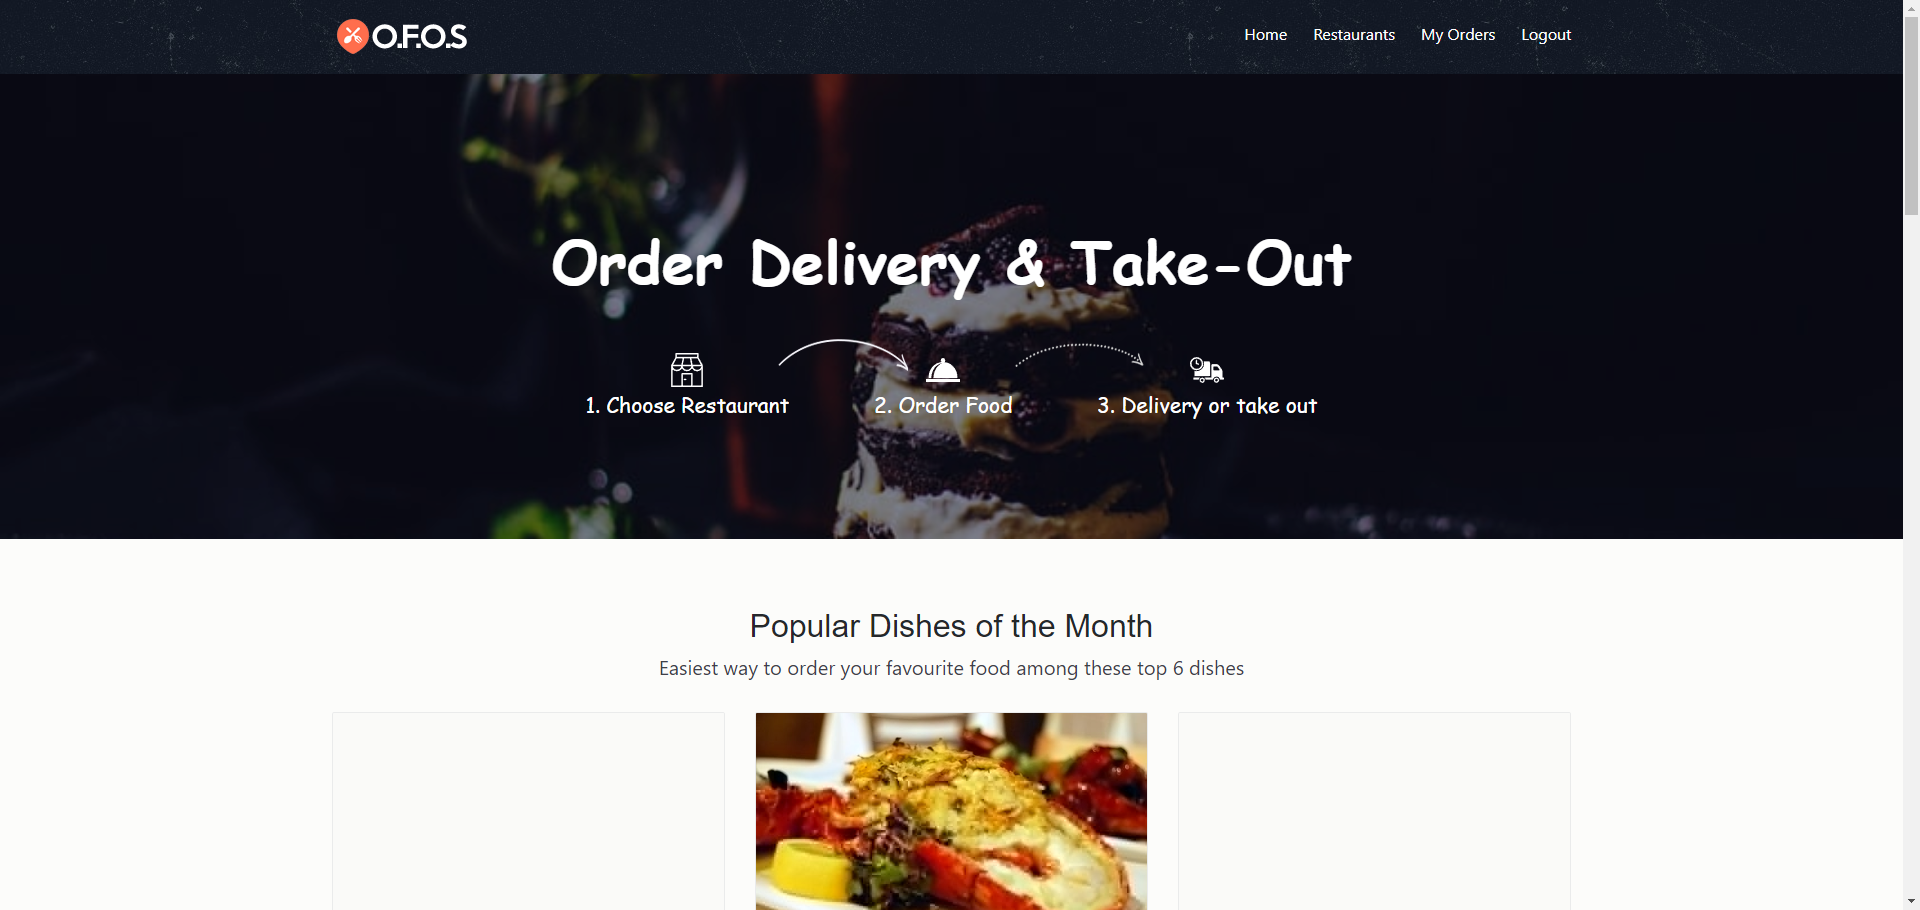 O.F.O.S
Home Restaurants My Orders Logout
Order Delivery & Take-Out
1. Choose Restaurant 2. Order Food 3. Delivery or take out
Popular Dishes of the Month
Easiest way to order your favourite food among these top 6 dishes